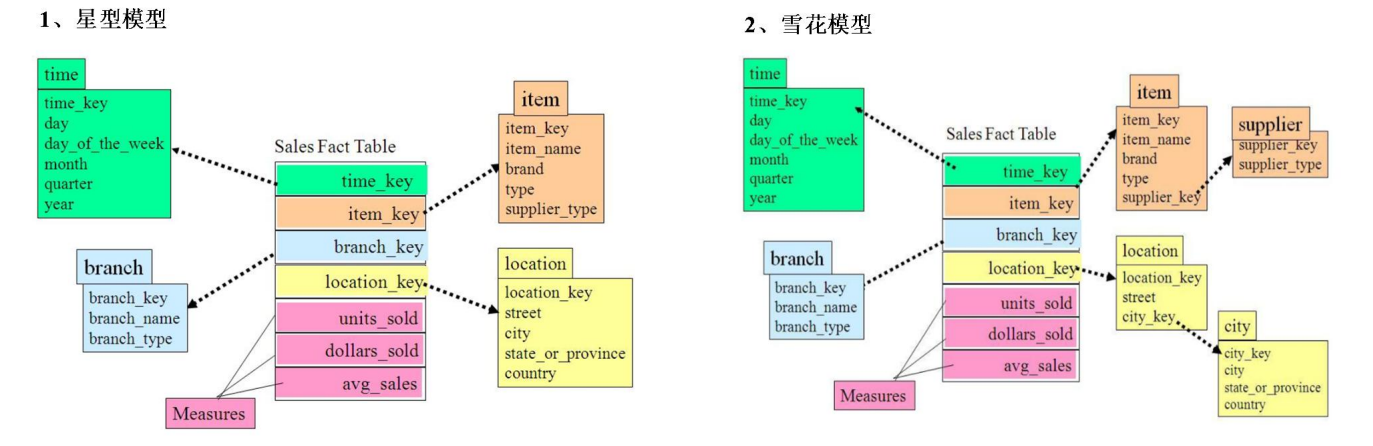 1、星型模型
time
time_key
day
day_of_the_week
month
quarter
year
branch
branch_key
branch_name
branch_type
Sales Fact Table
time_key
item_key
branch_key
location_key
units_sold
dollars_sold
avg_sales
Measures
item
item_key
item_name
brand
type
supplier_type
location
location_key
street
city
state_or_province
country
2、雪花模型
time
time_key
day
day_of_the_week
month
quarter
year
branch
branch_key
branch_name
branch_type
Sales Fact Table
time_key
item_key
branch_key
location_key
units_sold
dollars_sold
avg_sales
Measures
item
item_key
item_name
brand
type
supplier_key
supplier
supplier_key
supplier_type
location
location_key
street
city_key
city
city_key
city
state_or_province
country